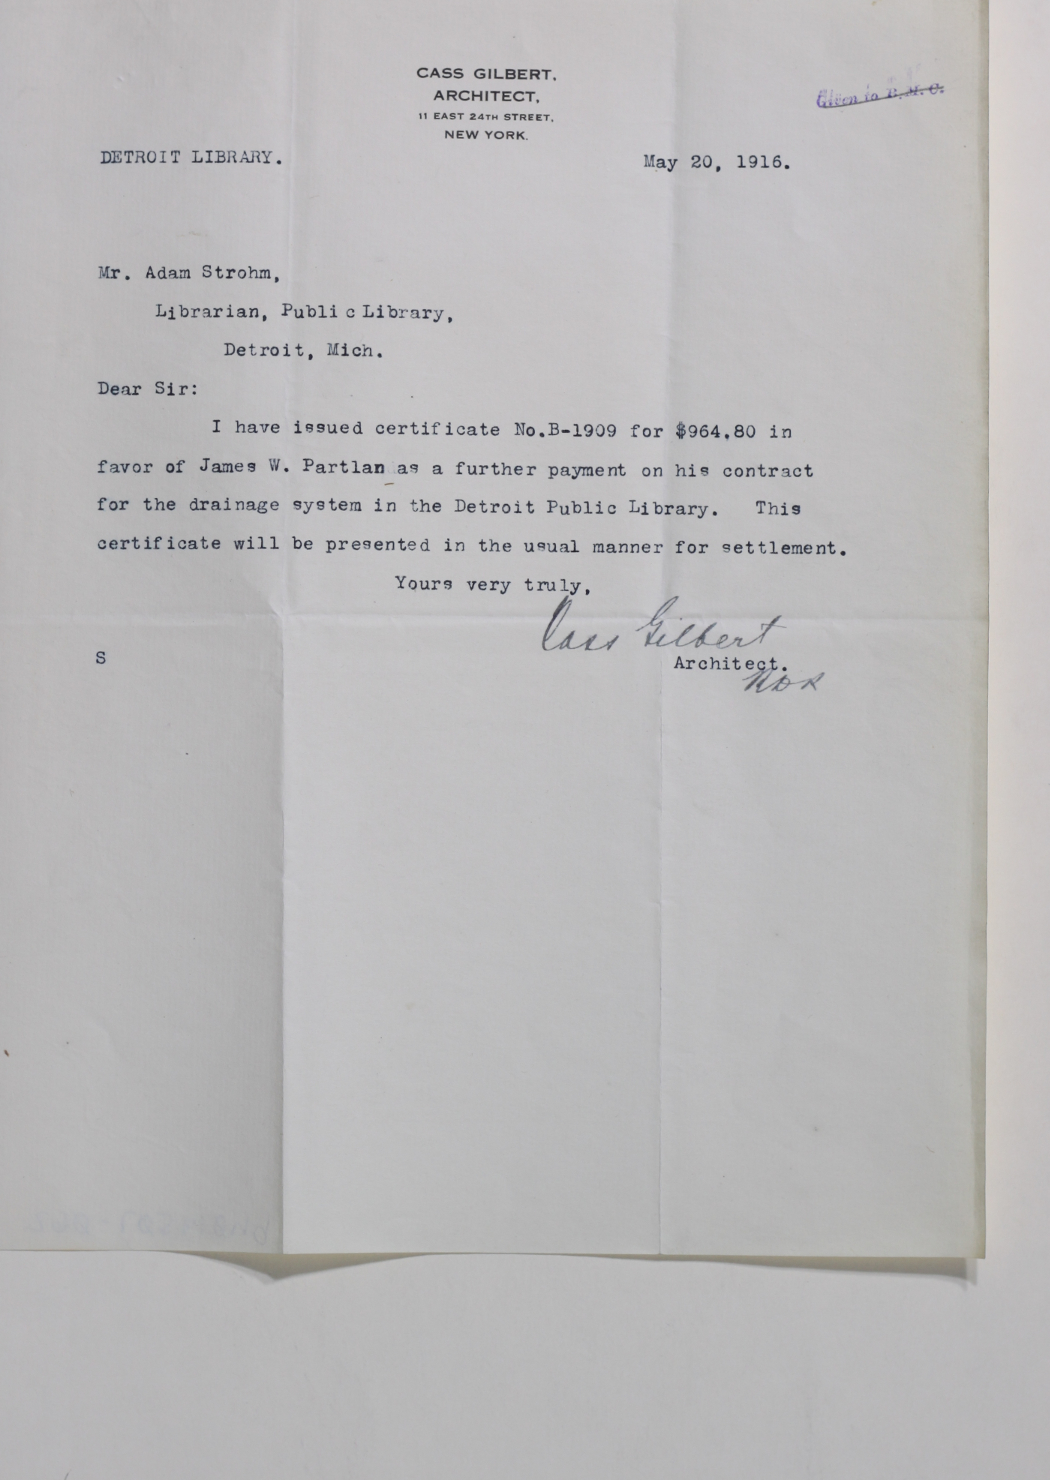 CASS GILBERT,
ARCHITECT,
11 EAST 24TH STREET,
NEW YORK.
Given to B. M. C.
DETROIT LIBRARY.
May 20, 1916.
Mr. Adam Strohm,
Librarian, Public Library,
Detroit, Mich.
Dear Sir:
I have issued certificate No.B-1909 for $964.80 in
favor of James W. Partlan as a further payment on his contract
for the drainage system in the Detroit Public Library. This
certificate will be presented in the usual manner for settlement.
Yours very truly,
Cass Gilbert
Architect.
S